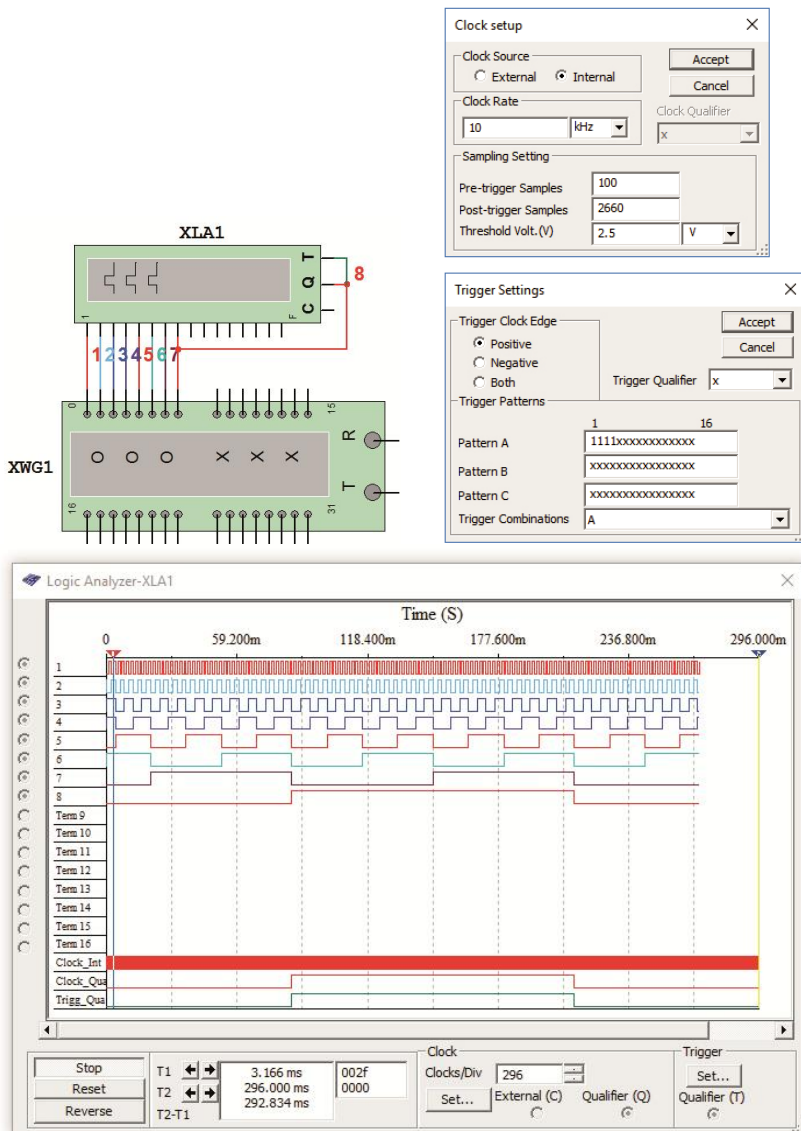 Clock setup
Clock Source
External Internal
Accept
Cancel
Clock Rate
10 kHz
Clock Qualifier
x
Sampling Setting
Pre-trigger Samples 100
Post-trigger Samples 2660
Threshold Volt.(V) 2.5 V
XLA1
T
Q
C
8
1 F
1 2 3 4 5 6 7
0 15
XWG1
O O O X X X
R
T
16 31
Trigger Settings
Trigger Clock Edge
Positive
Negative
Both
Accept
Cancel
Trigger Qualifier x
Trigger Patterns
1 16
Pattern A 1111xxxxxxxxxxxx
Pattern B xxxxxxxxxxxxxxxx
Pattern C xxxxxxxxxxxxxxxx
Trigger Combinations A
Logic Analyzer-XLA1
Time (S)
0 59.200m 118.400m 177.600m 236.800m 296.000m
1
2
3
4
5
6
7
8
Term 9
Term 10
Term 11
Term 12
Term 13
Term 14
Term 15
Term 16
Clock_Int
Clock_Qua
Trigg_Qua
Stop
Reset
Reverse
T1 3.166 ms 002f
T2 296.000 ms 0000
T2-T1 292.834 ms
Clock
Clocks/Div 296
Set... External (C) Qualifier (Q)
Trigger
Set...
Qualifier (T)